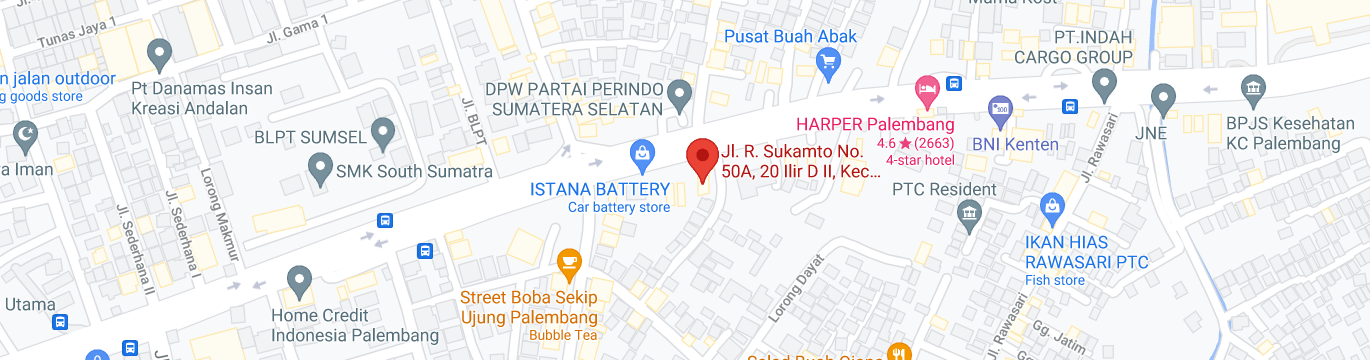 Tunas Jaya 1
Jl. Gama 1
Mama Kost
Pusat Buah Abak
PT.INDAH
CARGO GROUP
n jalan outdoor
g goods store
Pt Danamas Insan
Kreasi Andalan
DPW PARTAI PERINDO
SUMATERA SELATAN
Jl. BLPT
BLPT SUMSEL
HARPER Palembang
4.6★(2663)
4-star hotel
300
BNI Kenten
JNE
BPJS Kesehatan
KC Palembang
Jl. Rawasari
a Iman
SMK South Sumatra
Jl. R. Sukamto No.
50A, 20 Ilir D II, Kec...
ISTANA BATTERY
Car battery store
PTC Resident
Lorong Makmur
Jl. Sederhana I
Jl. Sederhana II
IKAN HIAS
RAWASARI PTC
Fish store
Lorong Dayat
Utama
Home Credit
Indonesia Palembang
Street Boba Sekip
Ujung Palembang
Bubble Tea
Jl. Rawasari
Gg. Jatim